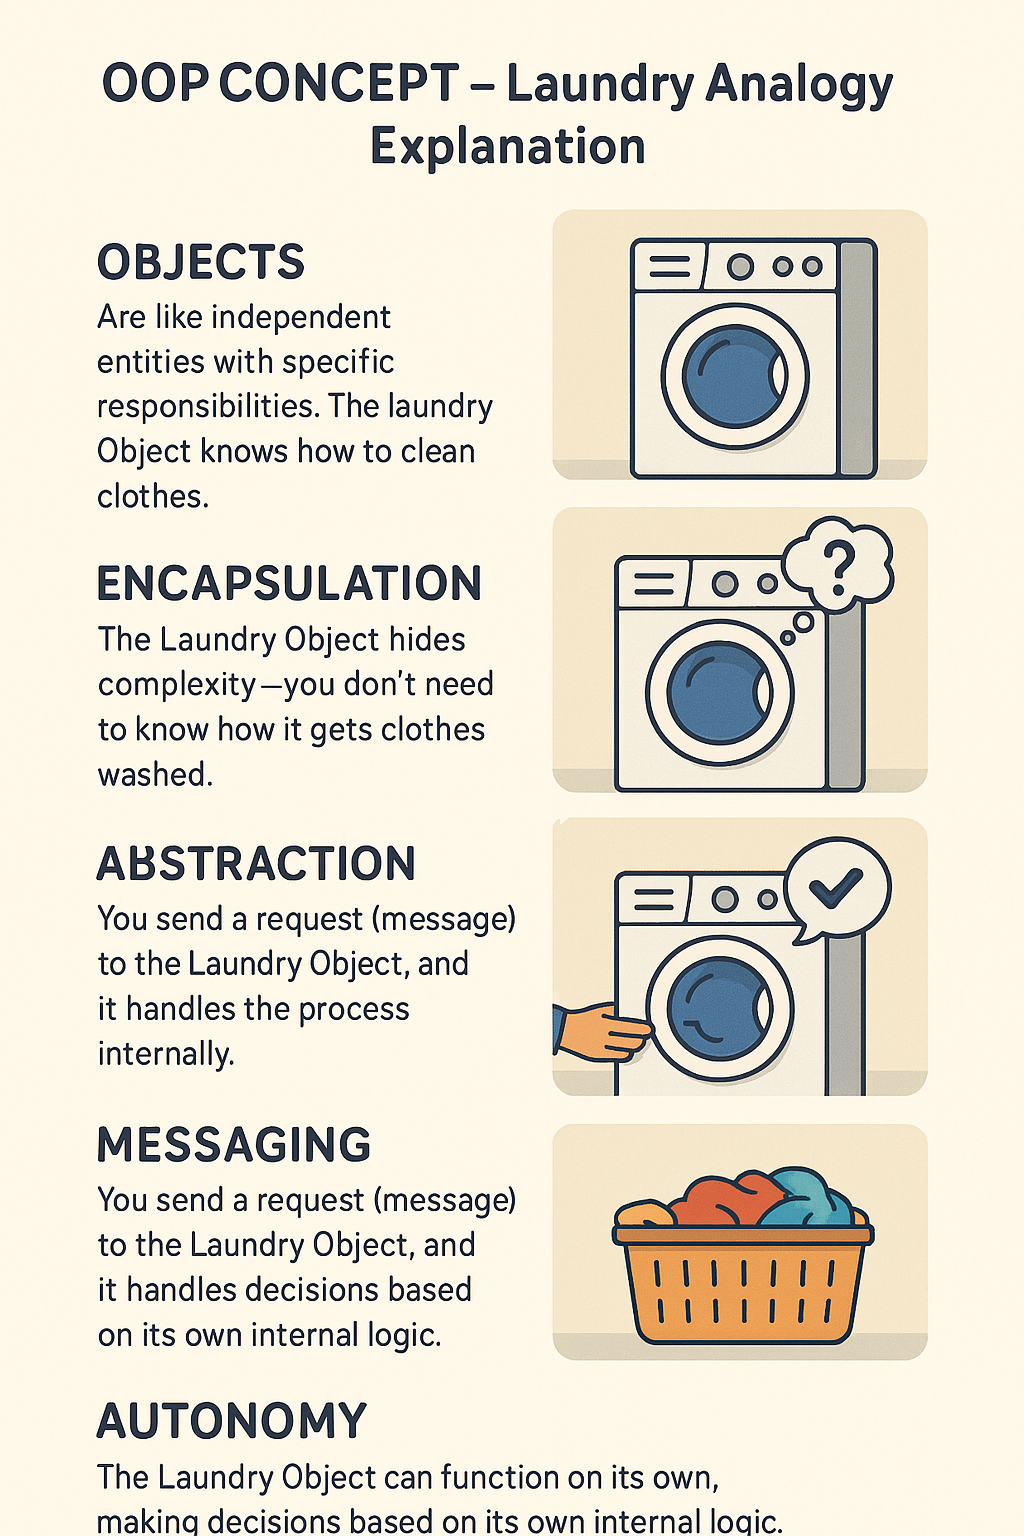 OOP CONCEPT – Laundry Analogy
Explanation
OBJECTS
Are like independent
entities with specific
responsibilities. The laundry
Object knows how to clean
clothes.
ENCAPSULATION
The Laundry Object hides
complexity—you don't need
to know how it gets clothes
washed.
?
ABSTRACTION
You send a request (message)
to the Laundry Object, and
it handles the process
internally.
MESSAGING
You send a request (message)
to the Laundry Object, and
it handles decisions based
on its own internal logic.
AUTONOMY
The Laundry Object can function on its own,
making decisions based on its own internal logic.